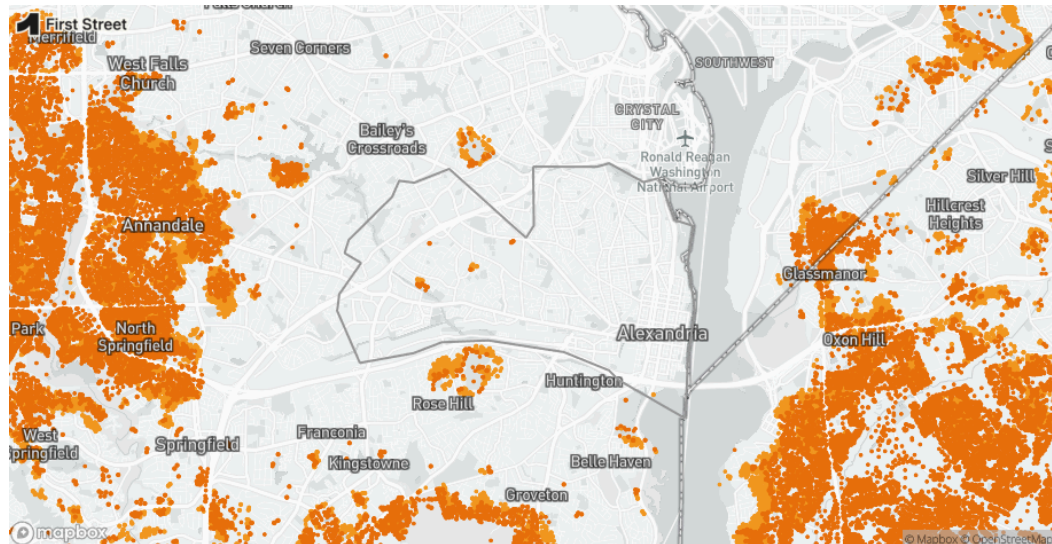 First Street
Merrifield
Seven Corners
SOUTHWEST
West Falls
Church
CRYSTAL
CITY
Bailey's
Crossroads
Ronald Reagan
Washington
National Airport
Silver Hill
Hillcrest
Heights
Annandale
Glassmanor
Park
North
Springfield
Alexandria
Oxon Hill
Huntington
Rose Hill
West
Springfield
Springfield
Franconia
Kingstowne
Belle Haven
Groveton
mapbox
© Mapbox © OpenStreetMap